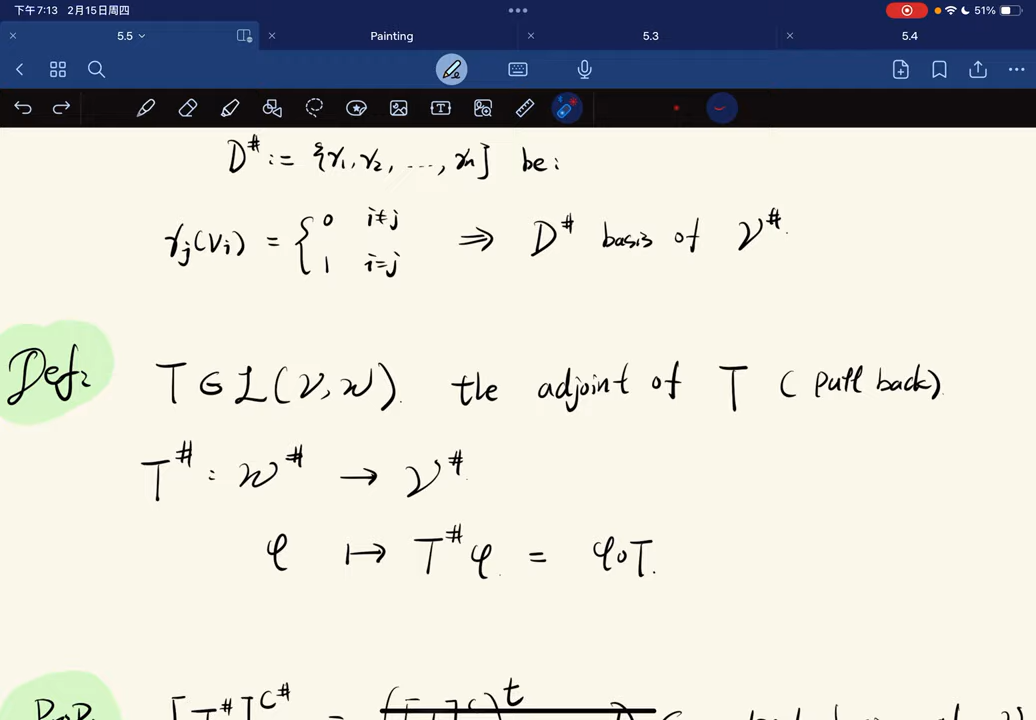 下午7:13 2月15日周四
51%
5.5
Painting
5.3
5.4
D# := {γ₁, γ₂, ..., γn} be:
γj(vi) = { 0 i≠j
1 i=j
⇒ D# basis of V#.
Def: T ∈ L(V, W). the adjoint of T (pull back)
T# : W# → V#.
φ ↦ T#φ = φ∘T.
Prop.
[T#]C# =
t